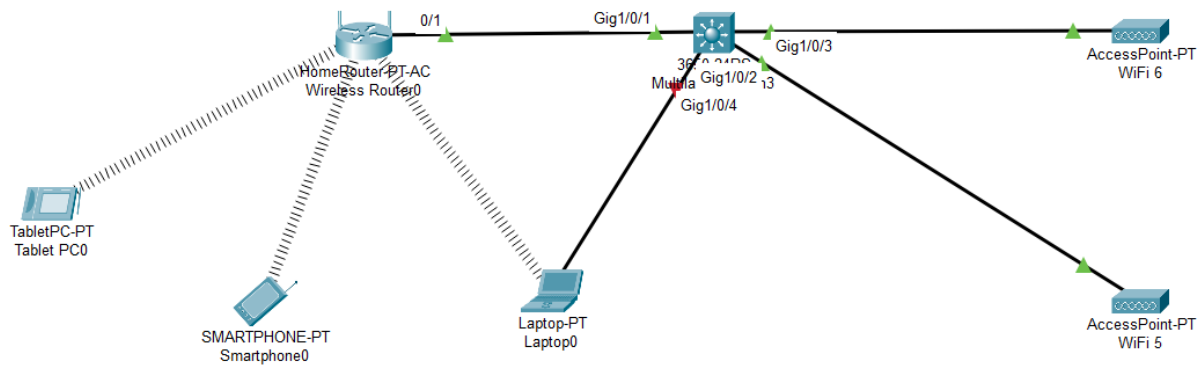 0/1
Gig1/0/1
Gig1/0/3
AccessPoint-PT
WiFi 6
HomeRouter-PT-AC
Wireless Router0
Gig1/0/2
Gig1/0/4
TabletPC-PT
Tablet PC0
SMARTPHONE-PT
Smartphone0
Laptop-PT
Laptop0
AccessPoint-PT
WiFi 5